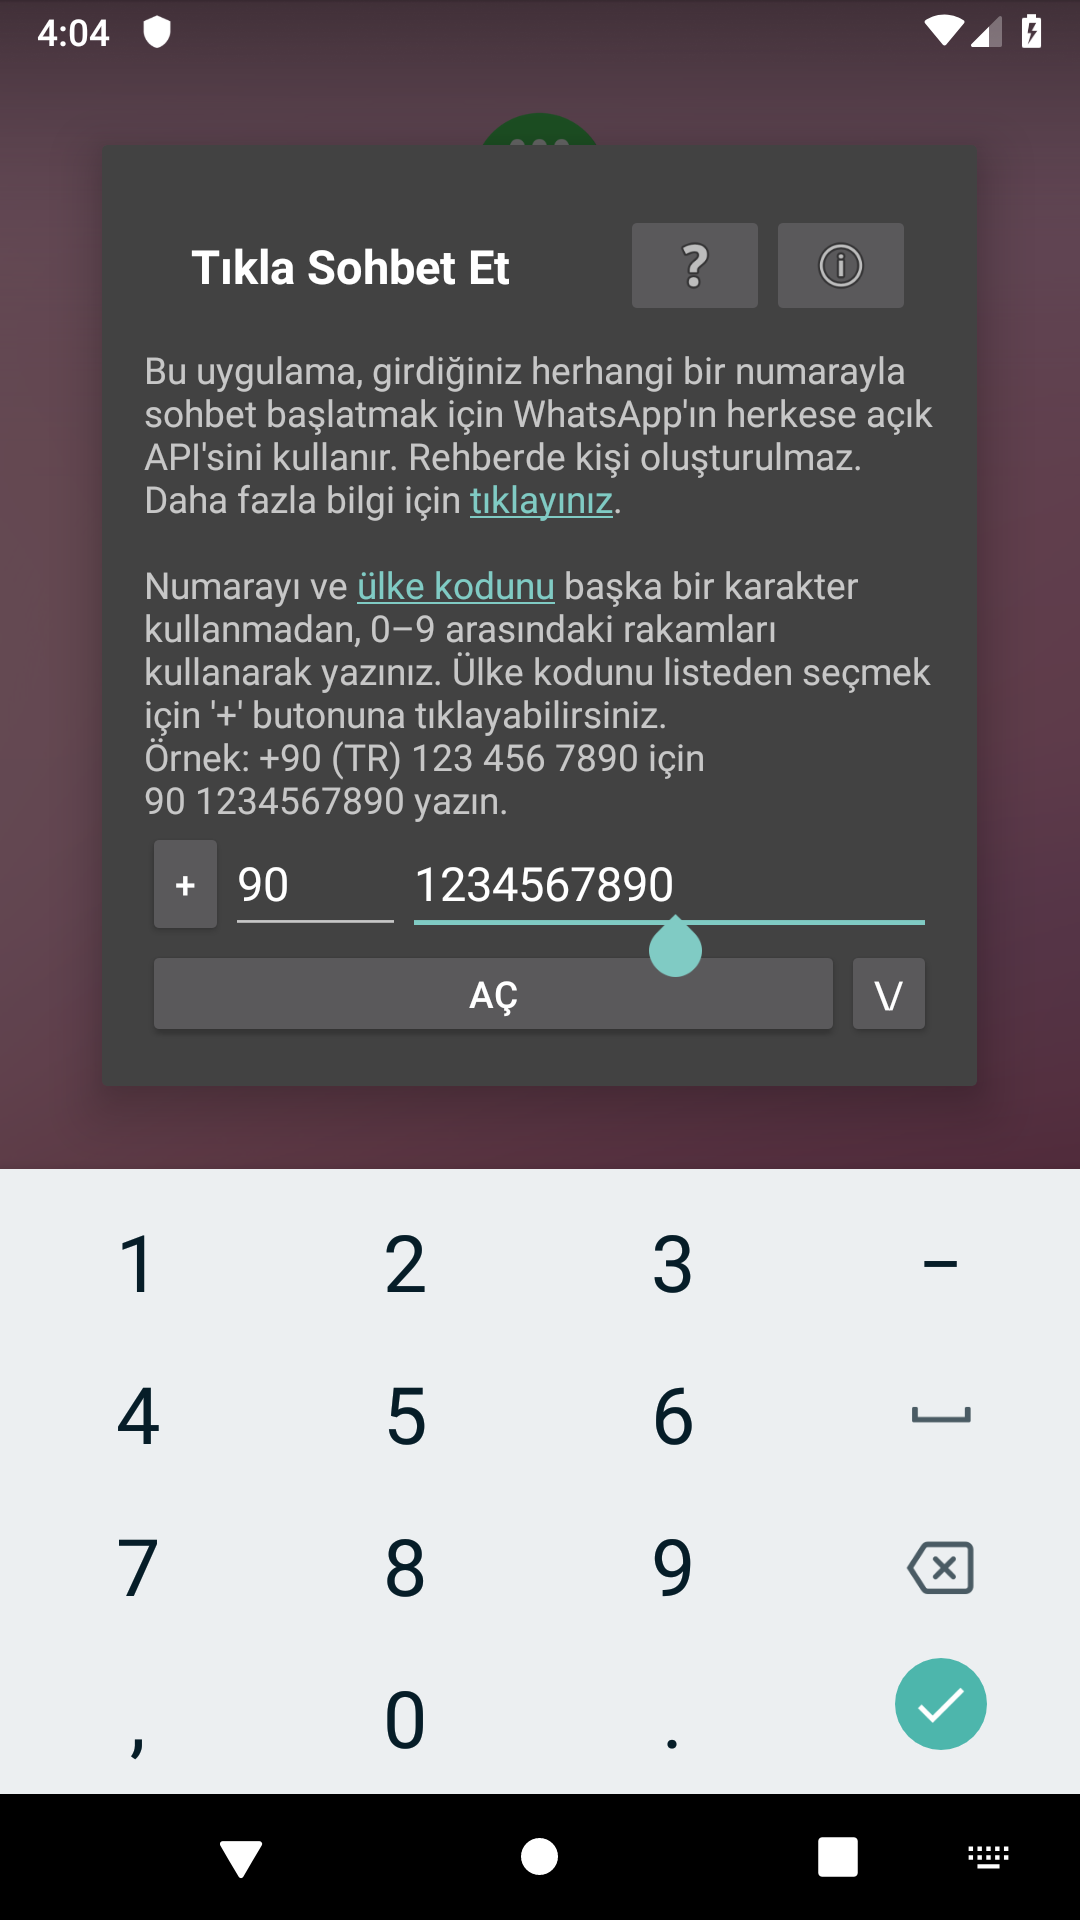 4:04
Tıkla Sohbet Et
?
Bu uygulama, girdiğiniz herhangi bir numarayla
sohbet başlatmak için WhatsApp'ın herkese açık
API'sini kullanır. Rehberde kişi oluşturulmaz.
Daha fazla bilgi için tıklayınız.
Numarayı ve ülke kodunu başka bir karakter
kullanmadan, 0–9 arasındaki rakamları
kullanarak yazınız. Ülke kodunu listeden seçmek
için '+' butonuna tıklayabilirsiniz.
Örnek: +90 (TR) 123 456 7890 için
90 1234567890 yazın.
+ 90 1234567890
AÇ \/
1 2 3 –
4 5 6
7 8 9
, 0 .